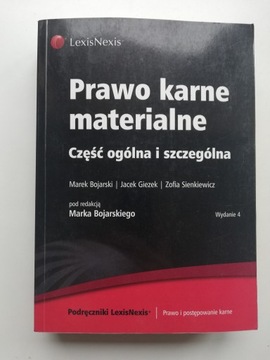 LexisNexis®
Prawo karne
materialne
Część ogólna i szczególna
Marek Bojarski | Jacek Giezek | Zofia Sienkiewicz
pod redakcją
Marka Bojarskiego
Wydanie 4
Podręczniki LexisNexis®
Prawo i postępowanie karne